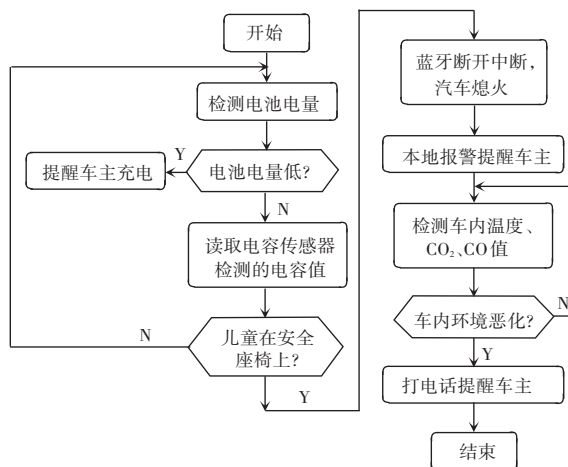 开始
检测电池电量
电池电量低?
Y
提醒车主充电
N
读取电容传感器
检测的电容值
儿童在安全
座椅上?
N
Y
蓝牙断开中断,
汽车熄火
本地报警提醒车主
检测车内温度、
CO₂、CO值
车内环境恶化?
N
Y
打电话提醒车主
结束